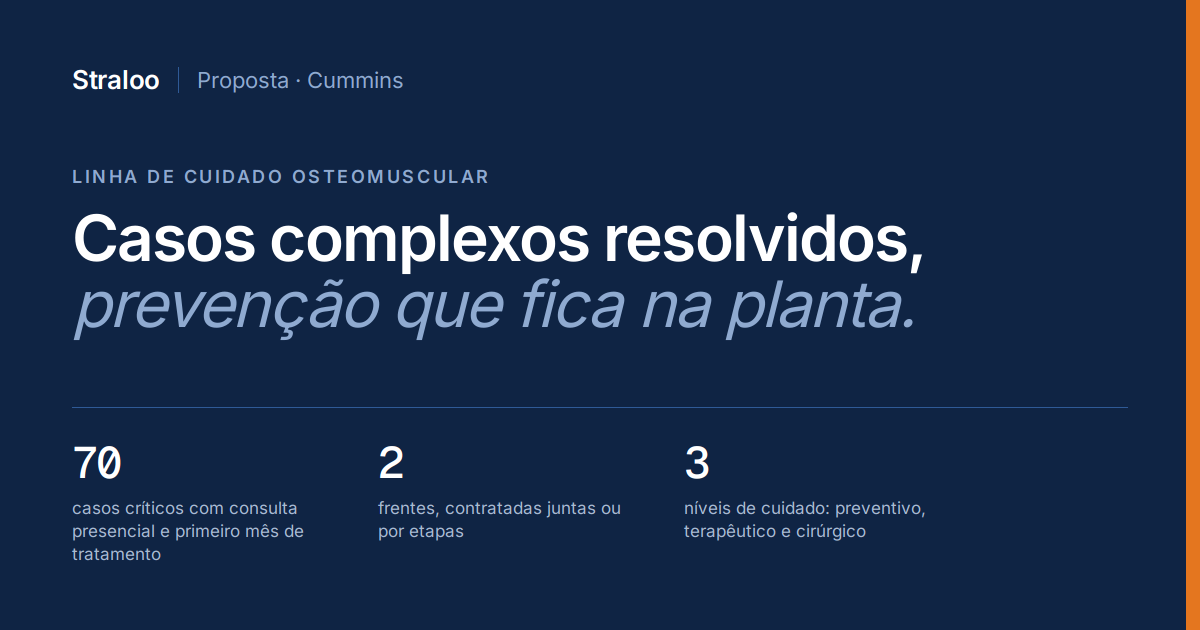 Straloo | Proposta · Cummins
LINHA DE CUIDADO OSTEOMUSCULAR
Casos complexos resolvidos,
prevenção que fica na planta.
70
casos críticos com consulta
presencial e primeiro mês de
tratamento
2
frentes, contratadas juntas ou
por etapas
3
níveis de cuidado: preventivo,
terapêutico e cirúrgico